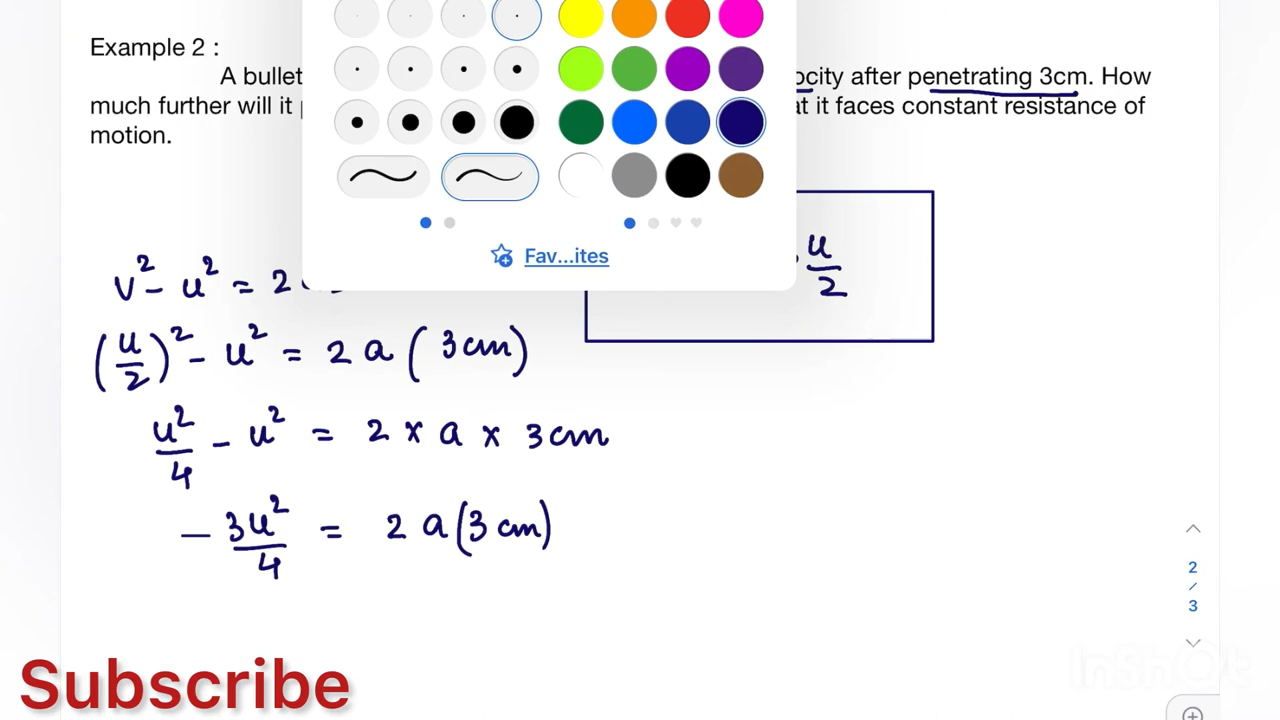 Example 2 :
A bullet ocity after penetrating 3cm. How
much further will it at it faces constant resistance of
motion.
Fav...ites
u/2
v² - u² = 2
(u/2)² - u² = 2 a ( 3cm)
u²/4 - u² = 2 × a × 3cm
- 3u²/4 = 2 a (3 cm)
2
/
3
Subscribe
InShOt